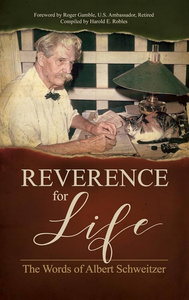 Foreword by Roger Gamble, U.S. Ambassador, Retired
Compiled by Harold E. Robles
REVERENCE
for
Life
The Words of Albert Schweitzer